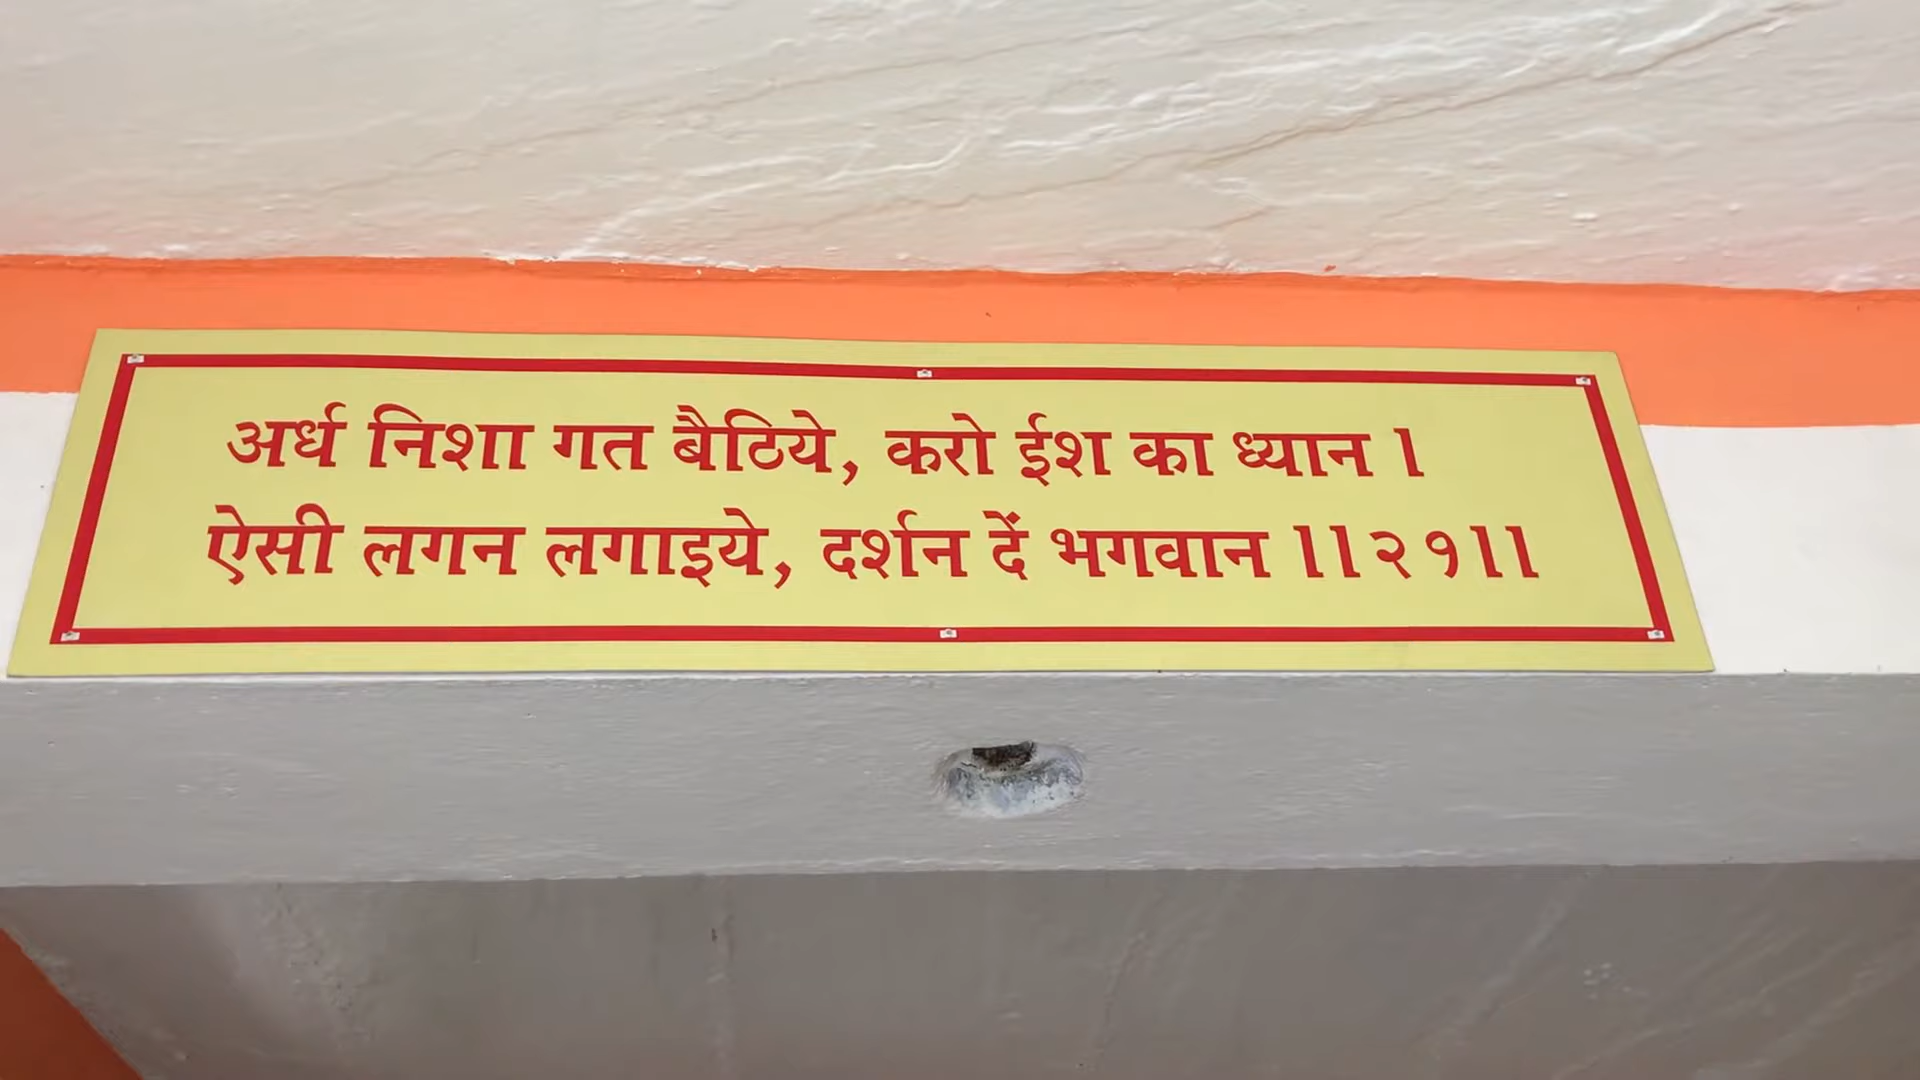 अर्ध निशा गत बैठिये, करो ईश का ध्यान ।
ऐसी लगन लगाइये, दर्शन दें भगवान ।।२१।।